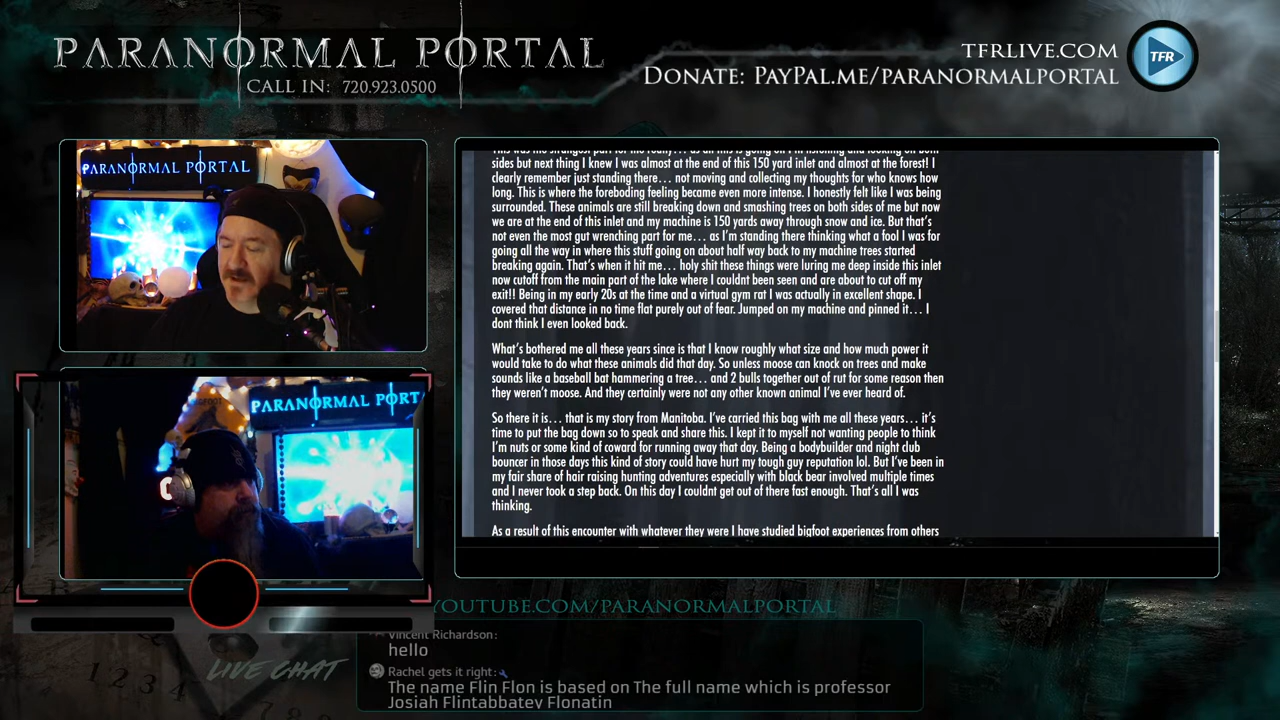 PARANORMAL PORTAL
CALL IN: 720.923.0500
TFRLIVE.COM
DONATE: PAYPAL.ME/PARANORMALPORTAL
TFR
PARANORMAL PORTAL
PARANORMAL PORT
This was the strangest part for me really... as all this is going on I'm listening and looking on both
sides but next thing I knew I was almost at the end of this 150 yard inlet and almost at the forest! I
clearly remember just standing there... not moving and collecting my thoughts for who knows how
long. This is where the foreboding feeling became even more intense. I honestly felt like I was being
surrounded. These animals are still breaking down and smashing trees on both sides of me but now
we are at the end of this inlet and my machine is 150 yards away through snow and ice. But that's
not even the most gut wrenching part for me... as I'm standing there thinking what a fool I was for
going all the way in where this stuff going on about half way back to my machine trees started
breaking again. That's when it hit me... holy shit these things were luring me deep inside this inlet
now cutoff from the main part of the lake where I couldnt been seen and are about to cut off my
exit!! Being in my early 20s at the time and a virtual gym rat I was actually in excellent shape. I
covered that distance in no time flat purely out of fear. Jumped on my machine and pinned it... I
dont think I even looked back.
What's bothered me all these years since is that I know roughly what size and how much power it
would take to do what these animals did that day. So unless moose can knock on trees and make
sounds like a baseball bat hammering a tree... and 2 bulls together out of rut for some reason then
they weren't moose. And they certainly were not any other known animal I've ever heard of.
So there it is... that is my story from Manitoba. I've carried this bag with me all these years... it's
time to put the bag down so to speak and share this. I kept it to myself not wanting people to think
I'm nuts or some kind of coward for running away that day. Being a bodybuilder and night club
bouncer in those days this kind of story could have hurt my tough guy reputation lol. But I've been in
my fair share of hair raising hunting adventures especially with black bear involved multiple times
and I never took a step back. On this day I couldnt get out of there fast enough. That's all I was
thinking.
As a result of this encounter with whatever they were I have studied bigfoot experiences from others
YOUTUBE.COM/PARANORMALPORTAL
LIVE CHAT
1 2 3 4
Vincent Richardson:
hello
Rachel gets it right:
The name Flin Flon is based on The full name which is professor
Josiah Flintabbatey Flonatin